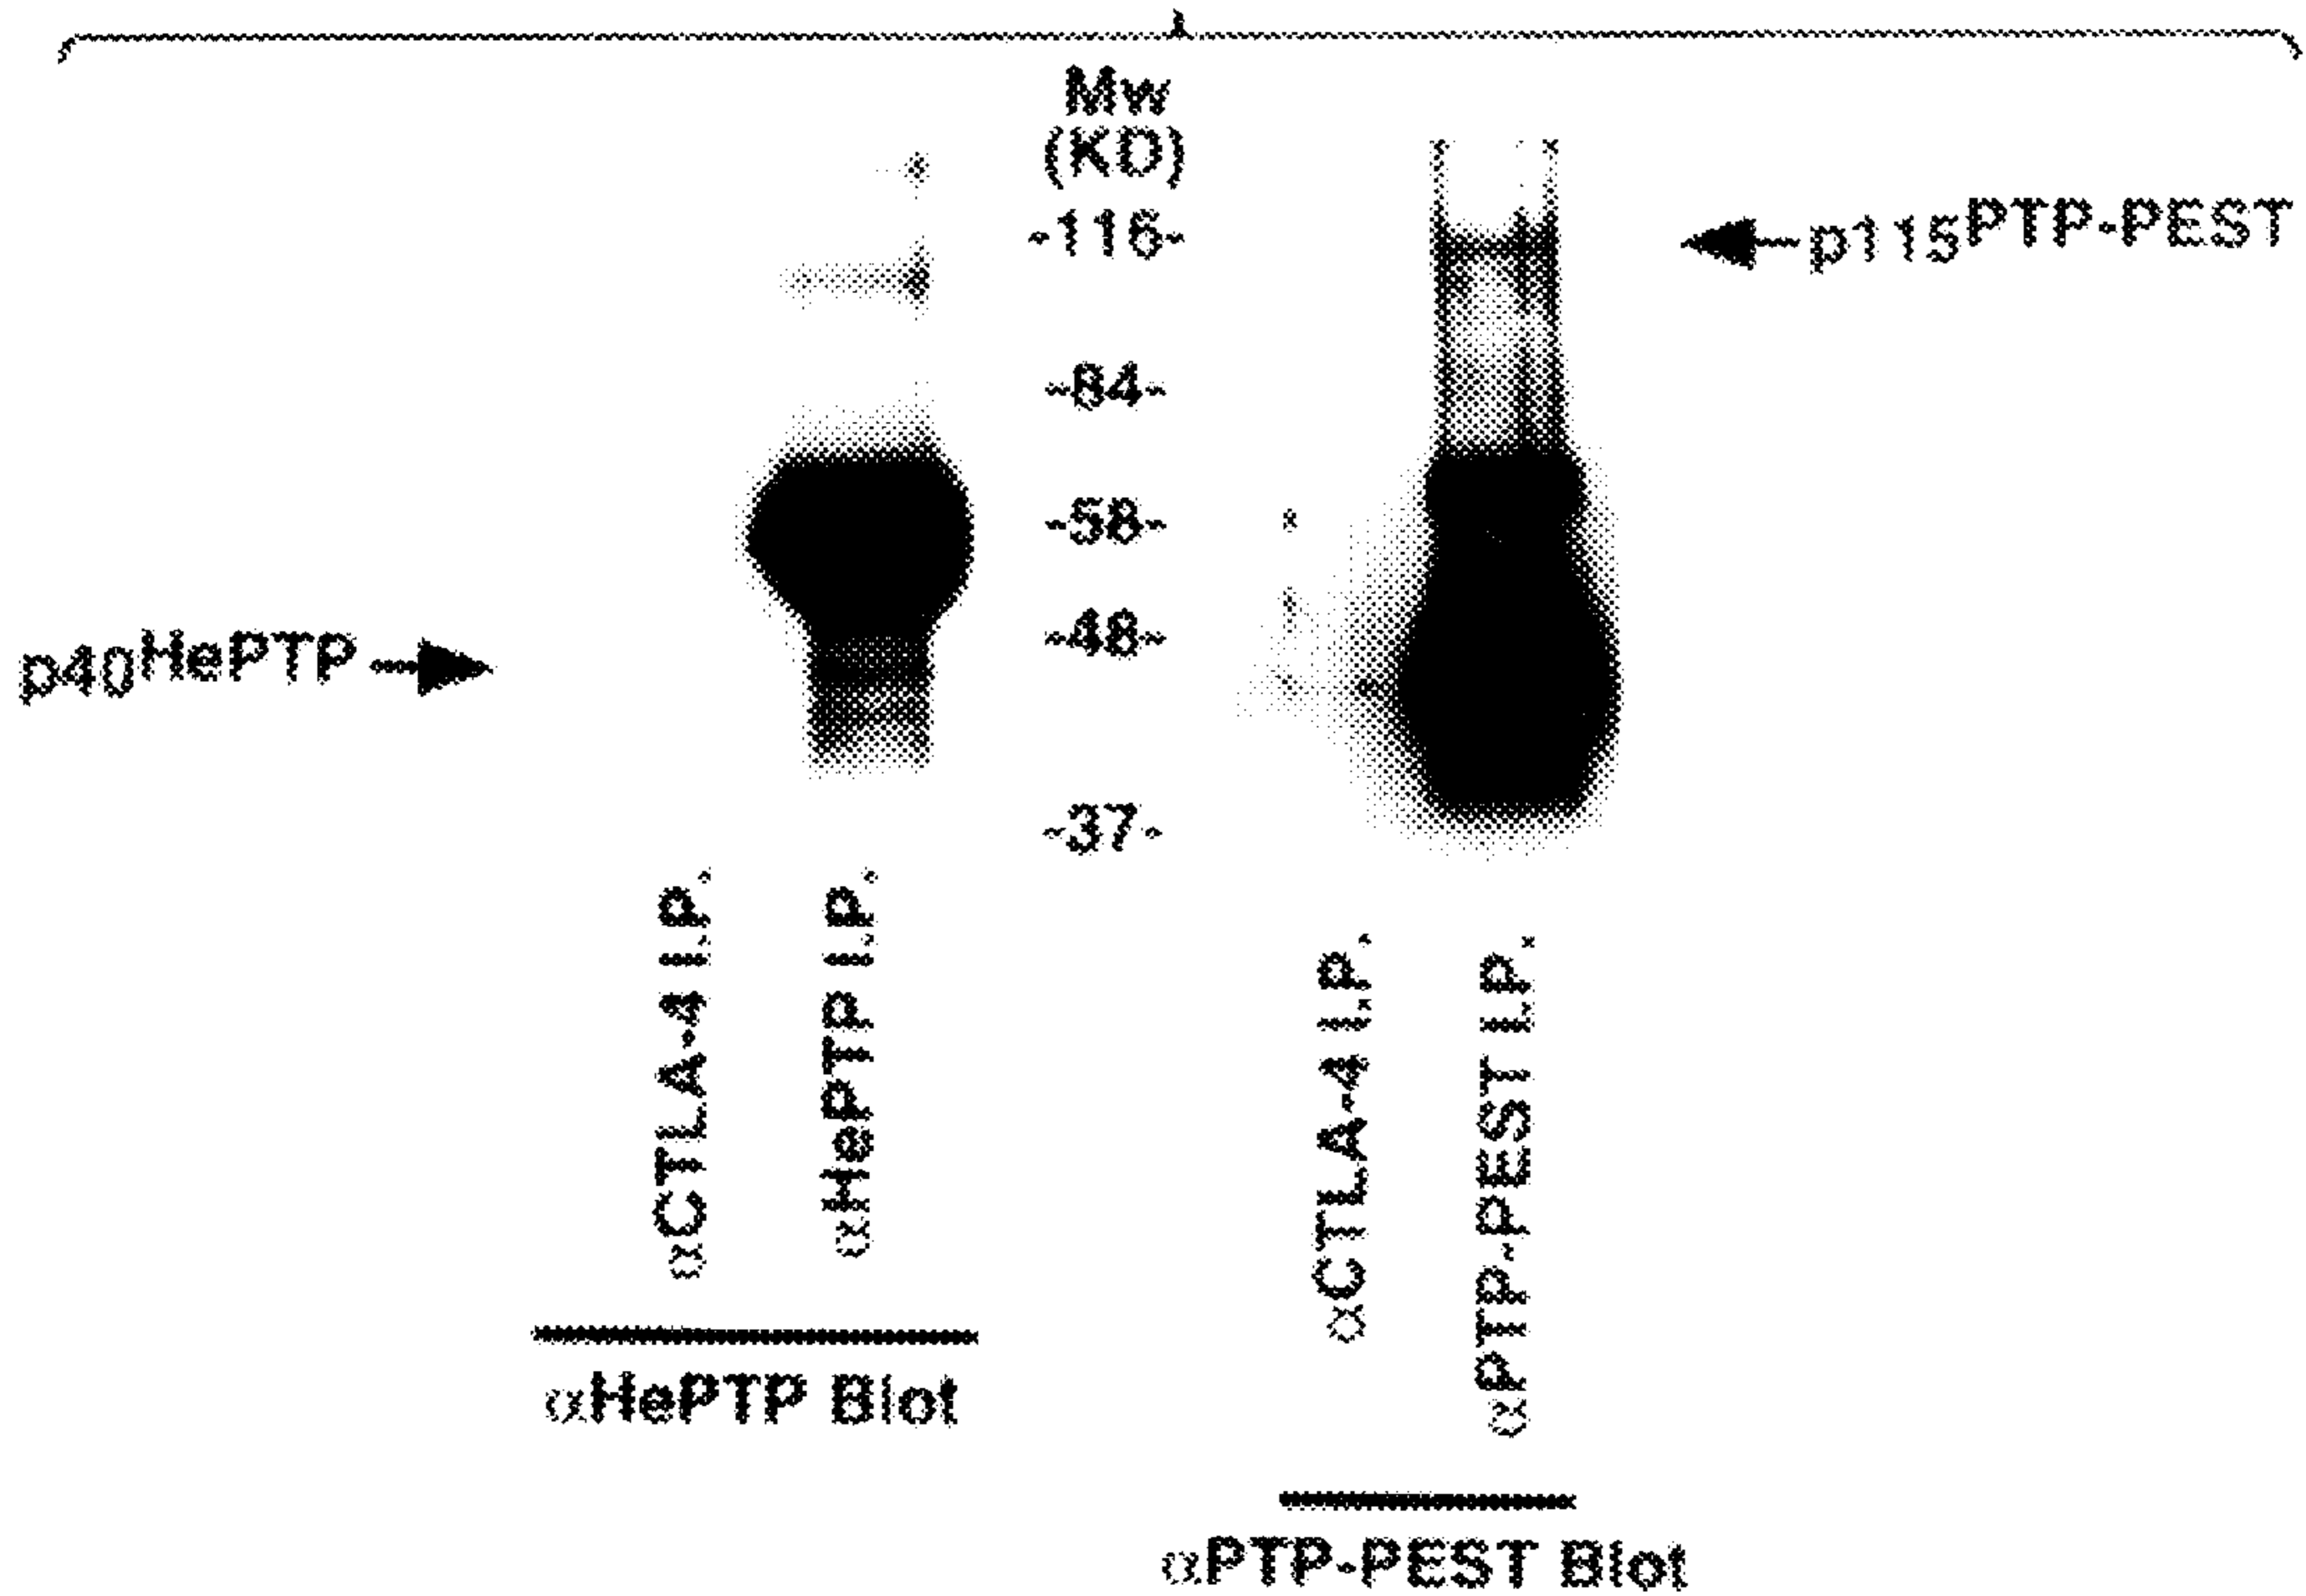 Mw
(KD)
-116-
p115PTP-PEST
-84-
-58-
-48-
p40HePTP
-37-
αCTLA-4 I.P.
αHePTP I.P.
αCTLA-4 I.P.
αPTP-PEST I.P.
αHePTP Blot
αPTP-PEST Blot